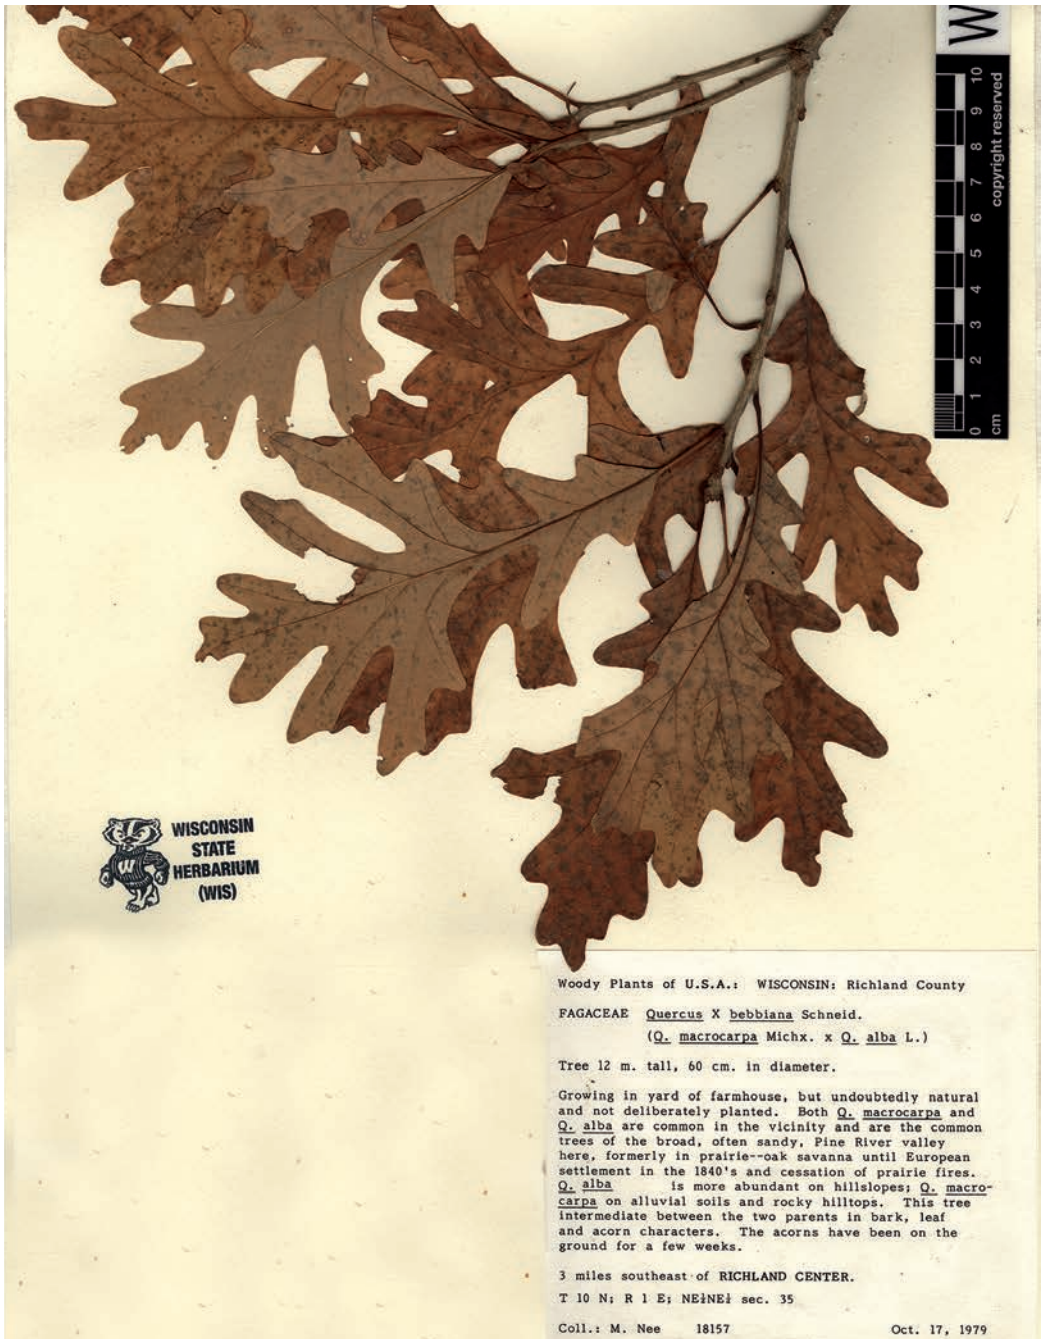 W
10
9
8
7
6
5
4
3
2
1
0
cm
copyright reserved
W
WISCONSIN
STATE
HERBARIUM
(WIS)
Woody Plants of U.S.A.: WISCONSIN: Richland County
FAGACEAE Quercus X bebbiana Schneid.
(Q. macrocarpa Michx. x Q. alba L.)
Tree 12 m. tall, 60 cm. in diameter.
Growing in yard of farmhouse, but undoubtedly natural
and not deliberately planted. Both Q. macrocarpa and
Q. alba are common in the vicinity and are the common
trees of the broad, often sandy, Pine River valley
here, formerly in prairie--oak savanna until European
settlement in the 1840's and cessation of prairie fires.
Q. alba is more abundant on hillslopes; Q. macro-
carpa on alluvial soils and rocky hilltops. This tree
intermediate between the two parents in bark, leaf
and acorn characters. The acorns have been on the
ground for a few weeks.
3 miles southeast of RICHLAND CENTER.
T 10 N; R 1 E; NE¼NE¼ sec. 35
Coll.: M. Nee 18157 Oct. 17, 1979